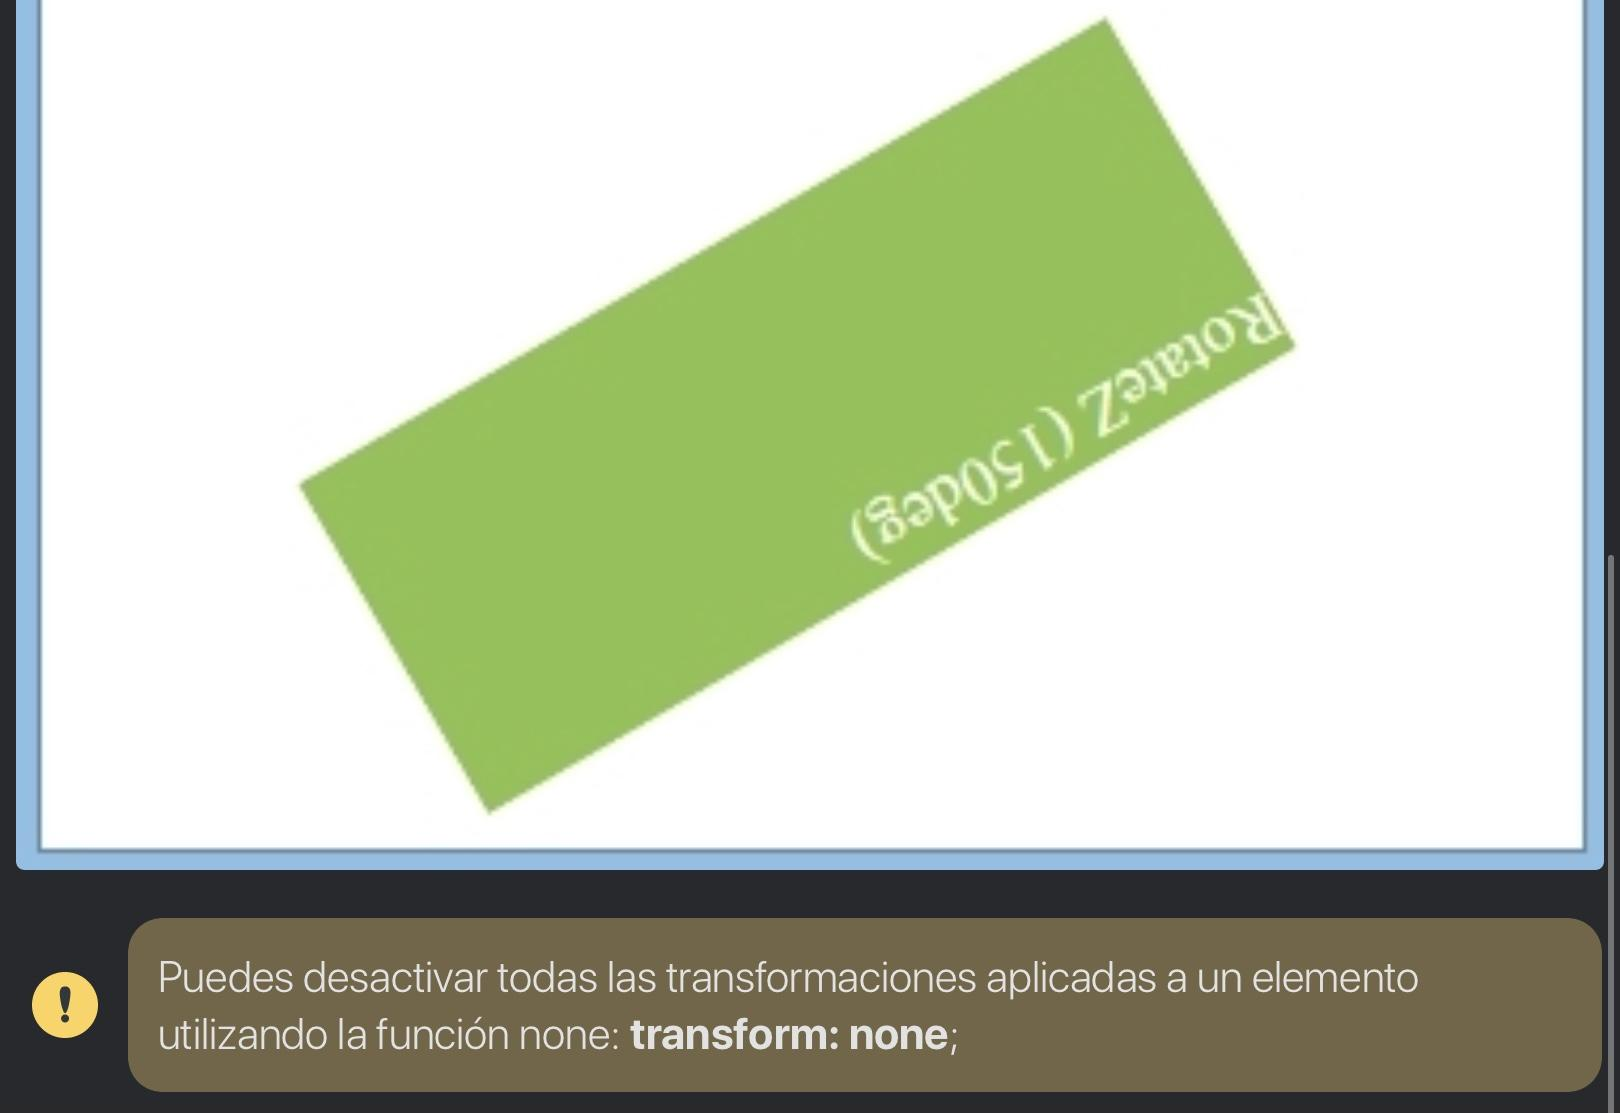 RotateZ (150deg)
Puedes desactivar todas las transformaciones aplicadas a un elemento
utilizando la función none: transform: none;